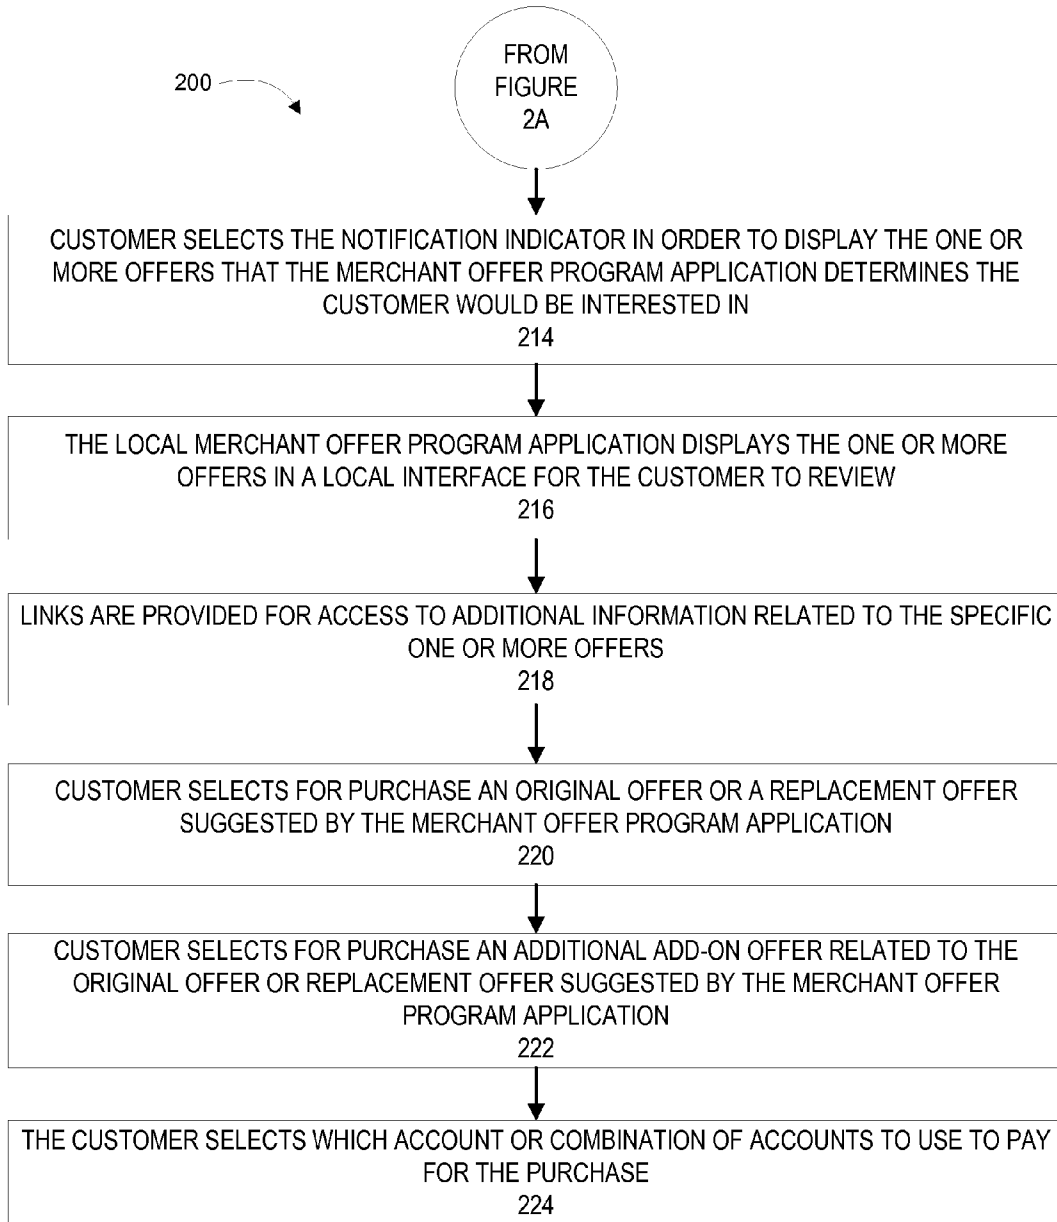 200
FROM
FIGURE
2A
CUSTOMER SELECTS THE NOTIFICATION INDICATOR IN ORDER TO DISPLAY THE ONE OR
MORE OFFERS THAT THE MERCHANT OFFER PROGRAM APPLICATION DETERMINES THE
CUSTOMER WOULD BE INTERESTED IN
214
THE LOCAL MERCHANT OFFER PROGRAM APPLICATION DISPLAYS THE ONE OR MORE
OFFERS IN A LOCAL INTERFACE FOR THE CUSTOMER TO REVIEW
216
LINKS ARE PROVIDED FOR ACCESS TO ADDITIONAL INFORMATION RELATED TO THE SPECIFIC
ONE OR MORE OFFERS
218
CUSTOMER SELECTS FOR PURCHASE AN ORIGINAL OFFER OR A REPLACEMENT OFFER
SUGGESTED BY THE MERCHANT OFFER PROGRAM APPLICATION
220
CUSTOMER SELECTS FOR PURCHASE AN ADDITIONAL ADD-ON OFFER RELATED TO THE
ORIGINAL OFFER OR REPLACEMENT OFFER SUGGESTED BY THE MERCHANT OFFER
PROGRAM APPLICATION
222
THE CUSTOMER SELECTS WHICH ACCOUNT OR COMBINATION OF ACCOUNTS TO USE TO PAY
FOR THE PURCHASE
224